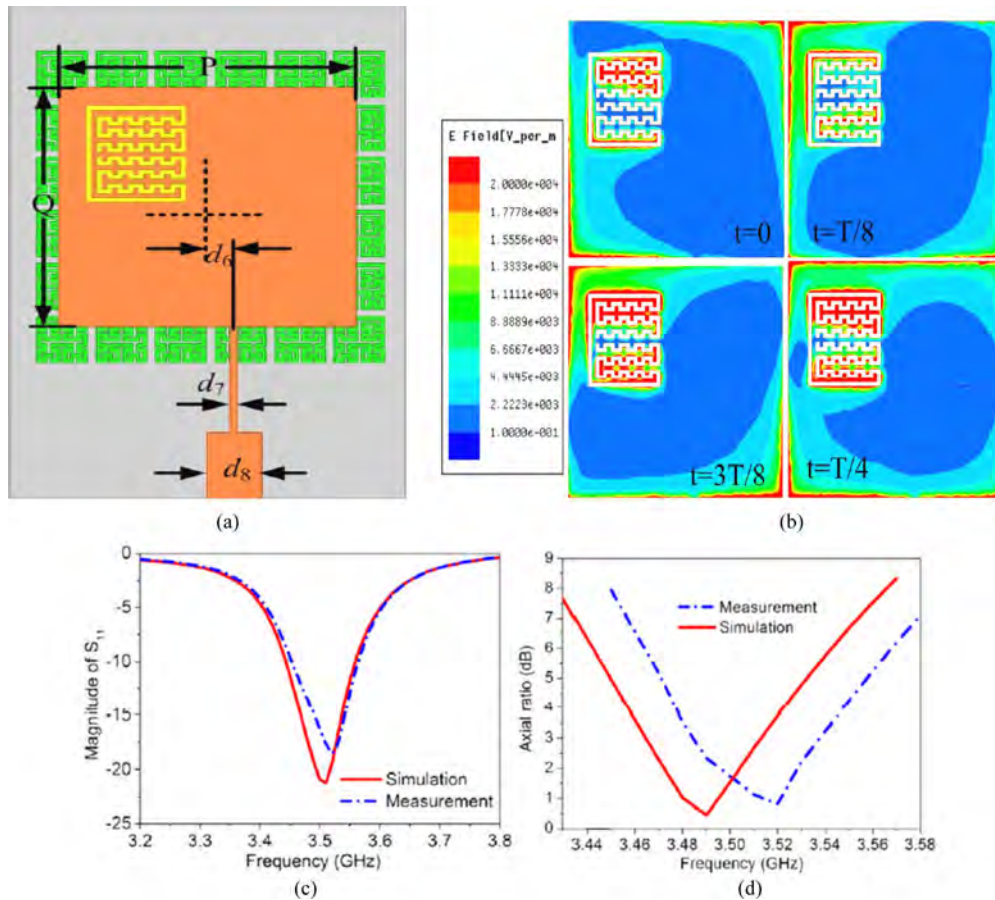 P
Q
d6
d7
d8
(a)
E Field[V_per_m
2.0000e+004
1.7778e+004
1.5556e+004
1.3333e+004
1.1111e+004
8.8889e+003
6.6667e+003
4.4445e+003
2.2223e+003
1.0000e-001
t=0
t=T/8
t=3T/8
t=T/4
(b)
0
-5
-10
-15
-20
-25
Magnitude of S11
Simulation
Measurement
3.2 3.3 3.4 3.5 3.6 3.7 3.8
Frequency (GHz)
(c)
9
8
7
6
5
4
3
2
1
0
Axial ratio (dB)
Measurement
Simulation
3.44 3.46 3.48 3.50 3.52 3.54 3.56 3.58
Frequency (GHz)
(d)